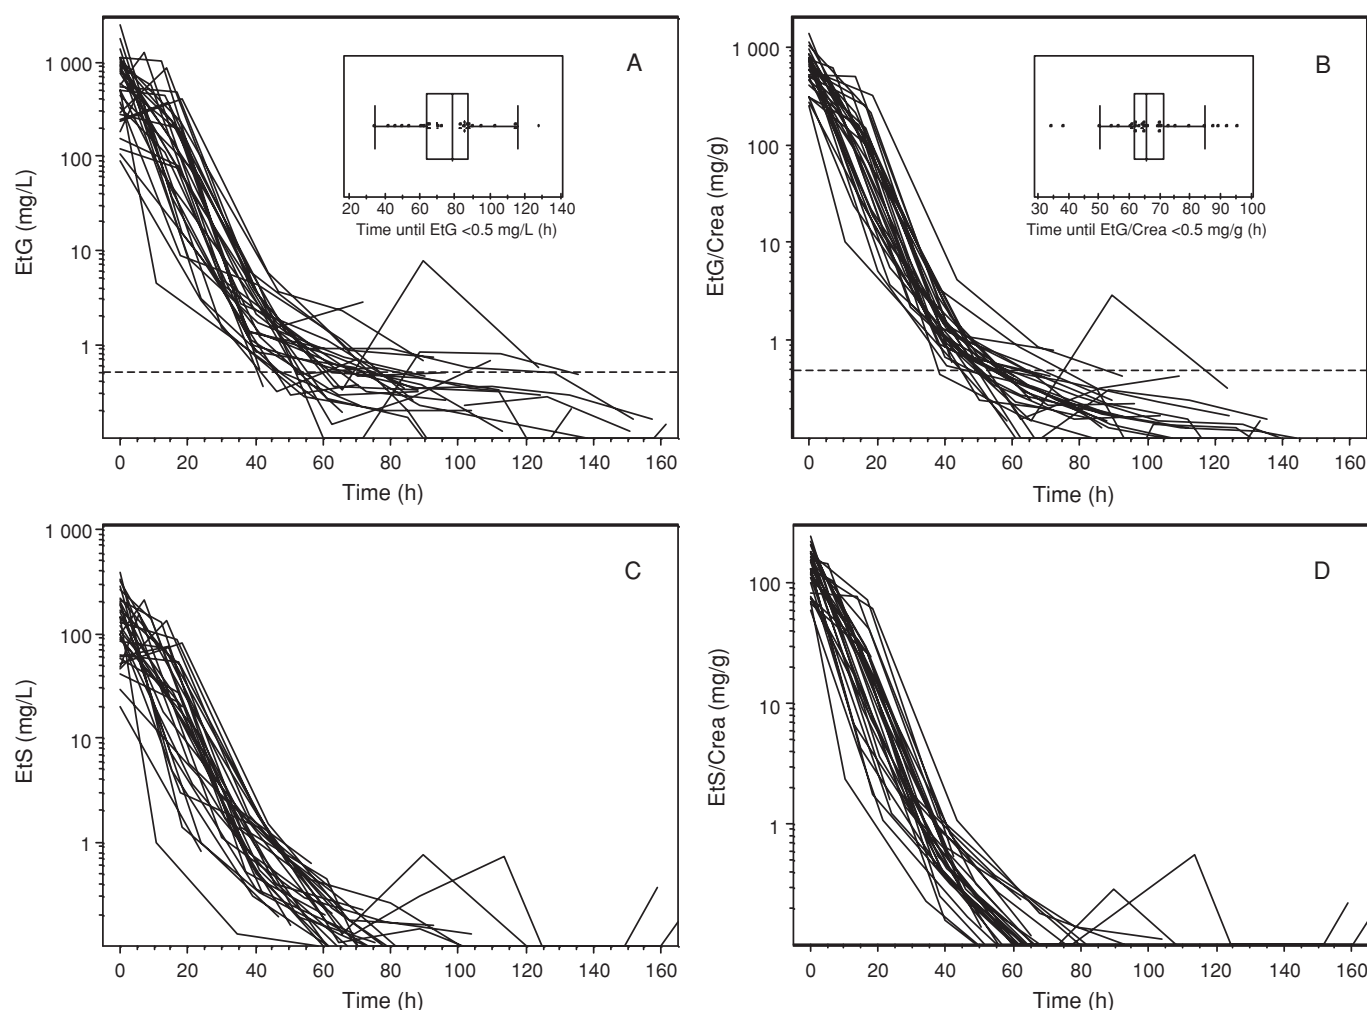 A
1 000
100
10
1
EtG (mg/L)
20 40 60 80 100 120 140
Time until EtG <0.5 mg/L (h)
0 20 40 60 80 100 120 140 160
Time (h)
B
1 000
100
10
1
EtG/Crea (mg/g)
30 40 50 60 70 80 90 100
Time until EtG/Crea <0.5 mg/g (h)
0 20 40 60 80 100 120 140 160
Time (h)
C
1 000
100
10
1
EtS (mg/L)
0 20 40 60 80 100 120 140 160
Time (h)
D
100
10
1
EtS/Crea (mg/g)
0 20 40 60 80 100 120 140 160
Time (h)